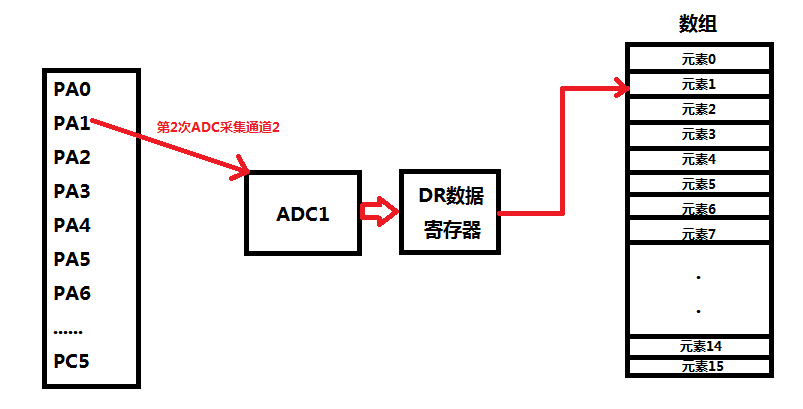 PA0
PA1
PA2
PA3
PA4
PA5
PA6
......
PC5
第2次ADC采集通道2
ADC1
DR数据
寄存器
数组
元素0
元素1
元素2
元素3
元素4
元素5
元素6
元素7
.
.
元素14
元素15